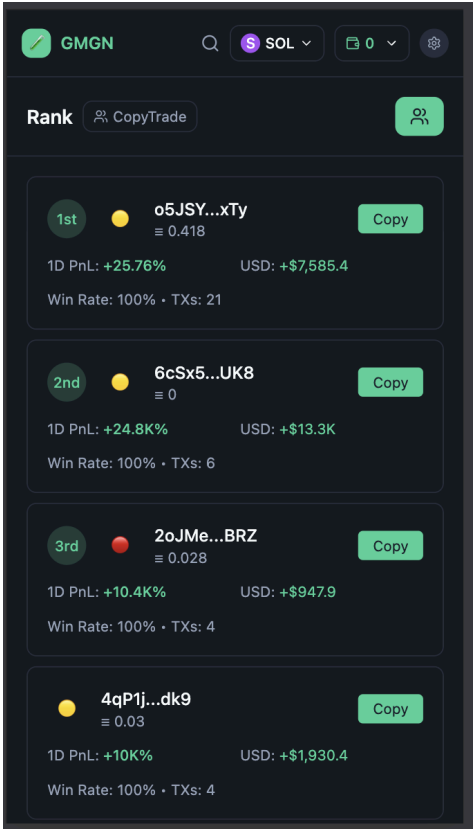 GMGN
SOL
0
Rank
CopyTrade
1st
o5JSY...xTy
≡ 0.418
Copy
1D PnL: +25.76%
USD: +$7,585.4
Win Rate: 100% • TXs: 21
2nd
6cSx5...UK8
≡ 0
Copy
1D PnL: +24.8K%
USD: +$13.3K
Win Rate: 100% • TXs: 6
3rd
2oJMe...BRZ
≡ 0.028
Copy
1D PnL: +10.4K%
USD: +$947.9
Win Rate: 100% • TXs: 4
4qP1j...dk9
≡ 0.03
Copy
1D PnL: +10K%
USD: +$1,930.4
Win Rate: 100% • TXs: 4